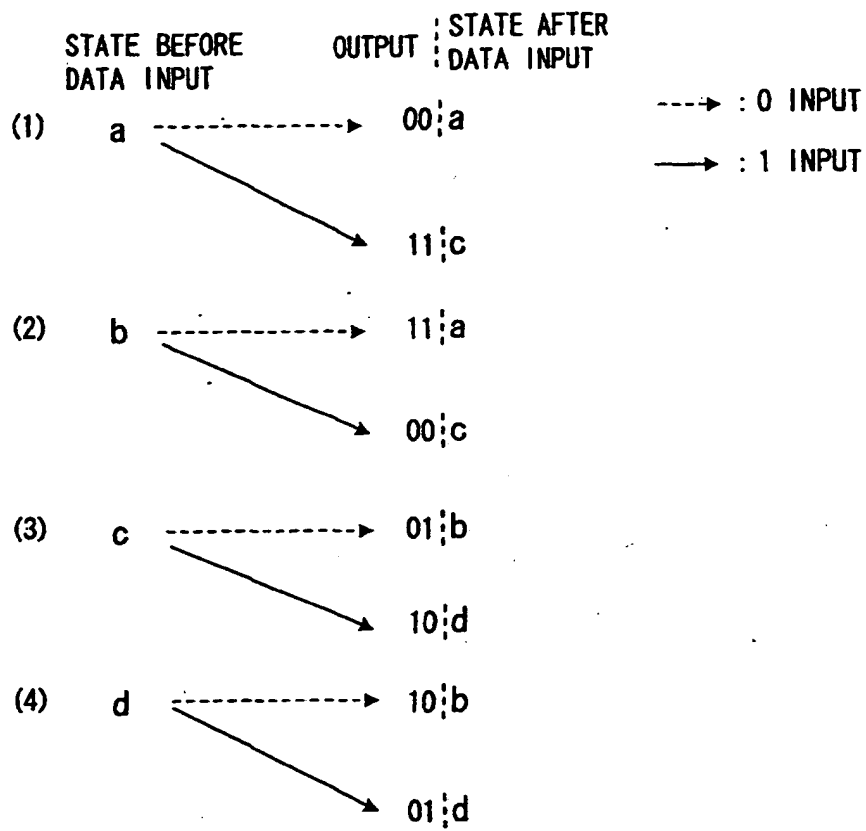 STATE BEFORE
DATA INPUT
OUTPUT
STATE AFTER
DATA INPUT
: 0 INPUT
: 1 INPUT
(1) a 00 a
11 c
(2) b 11 a
00 c
(3) c 01 b
10 d
(4) d 10 b
01 d